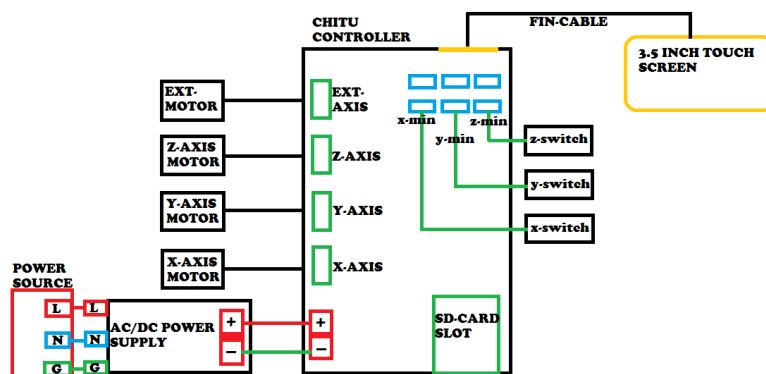 CHITU
CONTROLLER
FIN-CABLE
3.5 INCH TOUCH
SCREEN
EXT-
MOTOR
EXT-
AXIS
x-min
y-min
z-min
z-switch
Z-AXIS
MOTOR
Z-AXIS
y-switch
Y-AXIS
MOTOR
Y-AXIS
x-switch
X-AXIS
MOTOR
X-AXIS
POWER
SOURCE
L
L
N
N
G
G
AC/DC POWER
SUPPLY
+
−
+
−
SD-CARD
SLOT